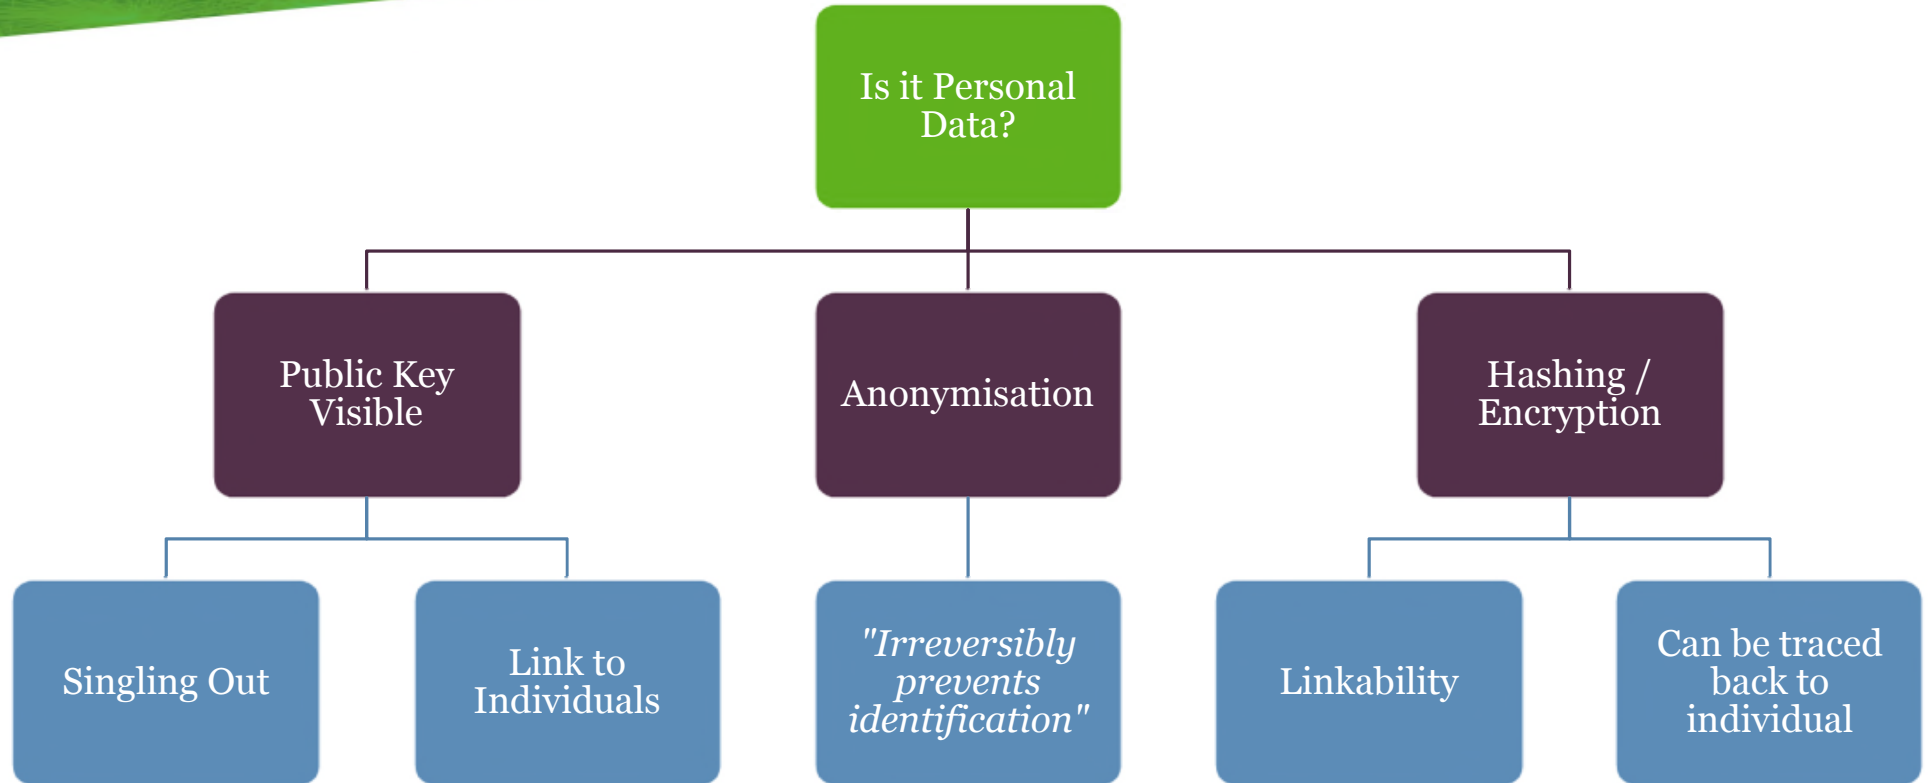 Is it Personal
Data?
Public Key
Visible
Anonymisation
Hashing /
Encryption
Singling Out
Link to
Individuals
"Irreversibly
prevents
identification"
Linkability
Can be traced
back to
individual